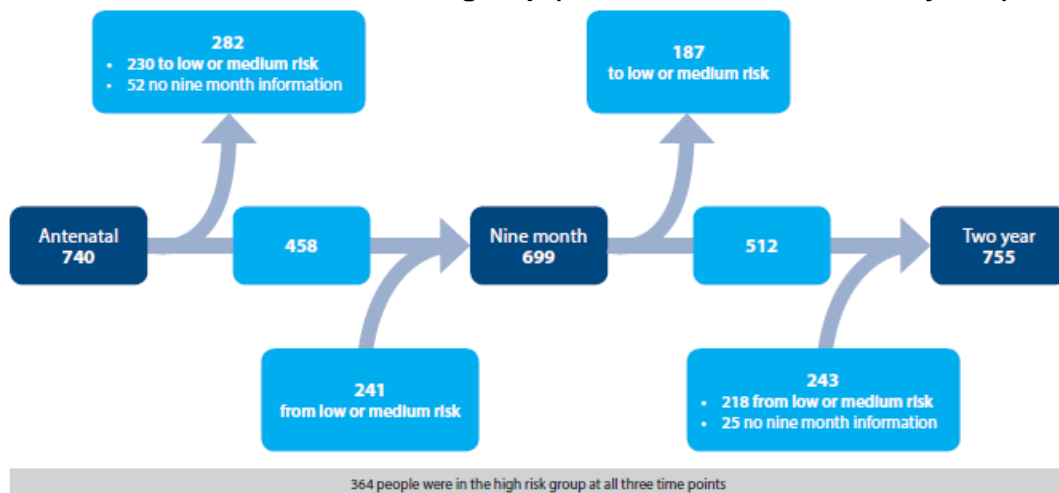 282
• 230 to low or medium risk
• 52 no nine month information
187
to low or medium risk
Antenatal
740
458
Nine month
699
512
Two year
755
241
from low or medium risk
243
• 218 from low or medium risk
• 25 no nine month information
364 people were in the high risk group at all three time points